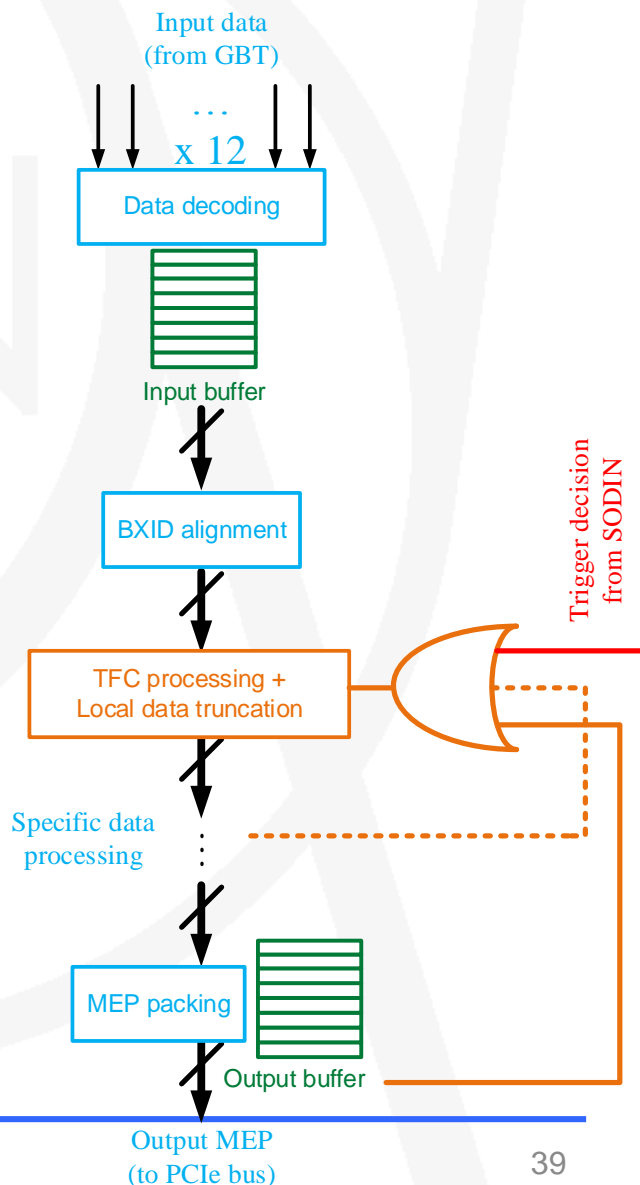 Input data
(from GBT)
...
x 12
Data decoding
Input buffer
BXID alignment
Trigger decision
from SODIN
TFC processing +
Local data truncation
Specific data
processing
MEP packing
Output buffer
Output MEP
(to PCIe bus)
39